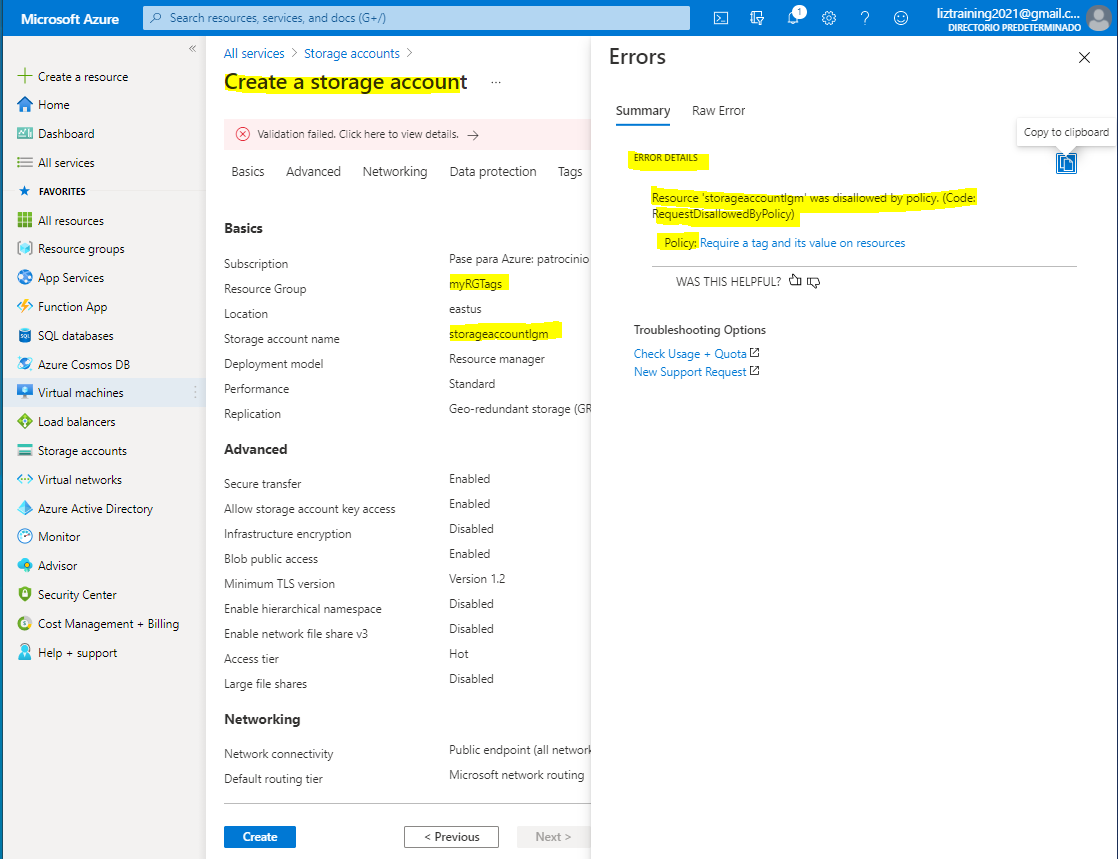 Microsoft Azure
Search resources, services, and docs (G+/)
1
liztraining2021@gmail.c...
DIRECTORIO PREDETERMINADO
Create a resource
Home
Dashboard
All services
FAVORITES
All resources
Resource groups
App Services
Function App
SQL databases
Azure Cosmos DB
Virtual machines
Load balancers
Storage accounts
Virtual networks
Azure Active Directory
Monitor
Advisor
Security Center
Cost Management + Billing
Help + support
All services > Storage accounts >
Create a storage account ...
Validation failed. Click here to view details. →
Basics Advanced Networking Data protection Tags
Basics
Subscription Pase para Azure: patrocinio
Resource Group myRGTags
Location eastus
Storage account name storageaccountlgm
Deployment model Resource manager
Performance Standard
Replication Geo-redundant storage (GR
Advanced
Secure transfer Enabled
Allow storage account key access Enabled
Infrastructure encryption Disabled
Blob public access Enabled
Minimum TLS version Version 1.2
Enable hierarchical namespace Disabled
Enable network file share v3 Disabled
Access tier Hot
Large file shares Disabled
Networking
Network connectivity Public endpoint (all network
Default routing tier Microsoft network routing
Create < Previous Next >
Errors
Summary Raw Error
Copy to clipboard
ERROR DETAILS
Resource 'storageaccountlgm' was disallowed by policy. (Code:
RequestDisallowedByPolicy)
Policy: Require a tag and its value on resources
WAS THIS HELPFUL?
Troubleshooting Options
Check Usage + Quota
New Support Request